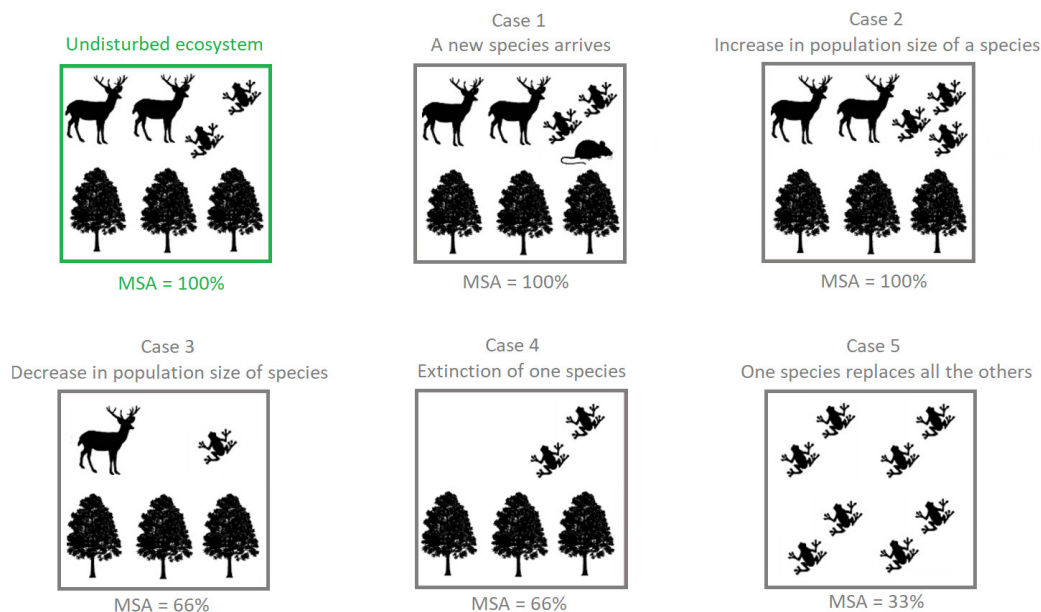 Undisturbed ecosystem
MSA = 100%
Case 1
A new species arrives
MSA = 100%
Case 2
Increase in population size of a species
MSA = 100%
Case 3
Decrease in population size of species
MSA = 66%
Case 4
Extinction of one species
MSA = 66%
Case 5
One species replaces all the others
MSA = 33%